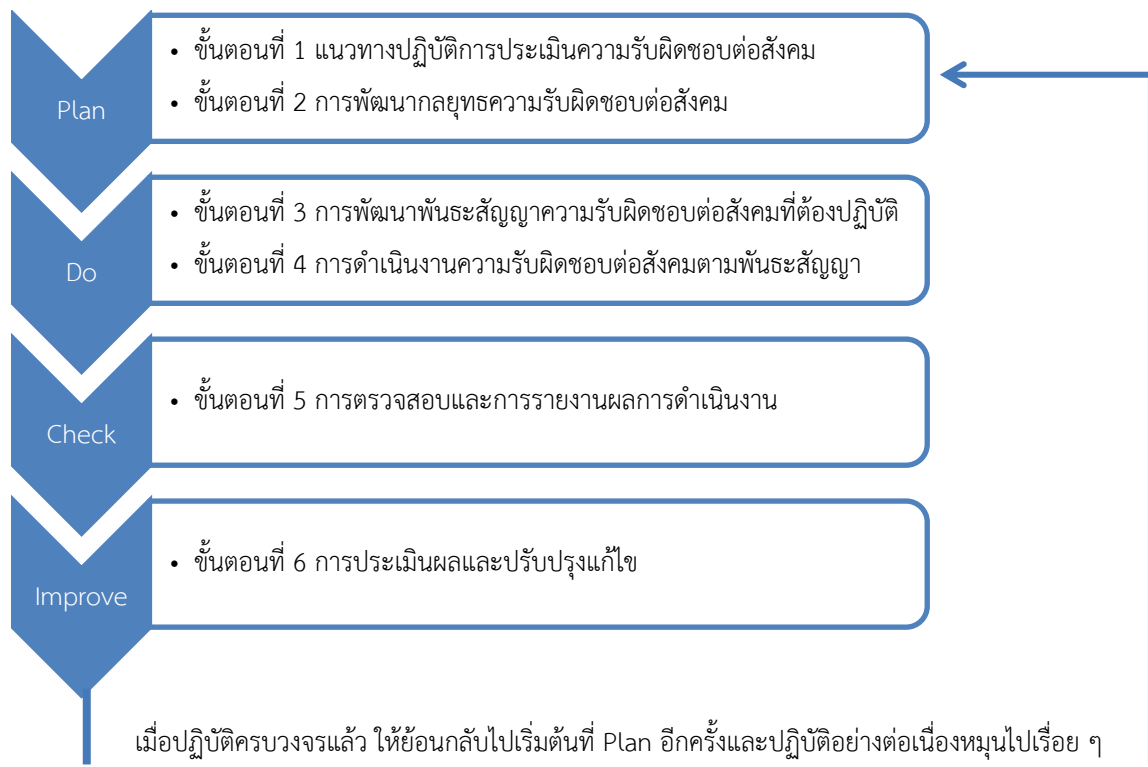 Plan
• ขั้นตอนที่ 1 แนวทางปฏิบัติการประเมินความรับผิดชอบต่อสังคม
• ขั้นตอนที่ 2 การพัฒนากลยุทธความรับผิดชอบต่อสังคม
Do
• ขั้นตอนที่ 3 การพัฒนาพันธะสัญญาความรับผิดชอบต่อสังคมที่ต้องปฏิบัติ
• ขั้นตอนที่ 4 การดำเนินงานความรับผิดชอบต่อสังคมตามพันธะสัญญา
Check
• ขั้นตอนที่ 5 การตรวจสอบและการรายงานผลการดำเนินงาน
Improve
• ขั้นตอนที่ 6 การประเมินผลและปรับปรุงแก้ไข
เมื่อปฏิบัติครบวงจรแล้ว ให้ย้อนกลับไปเริ่มต้นที่ Plan อีกครั้งและปฏิบัติอย่างต่อเนื่องหมุนไปเรื่อย ๆ